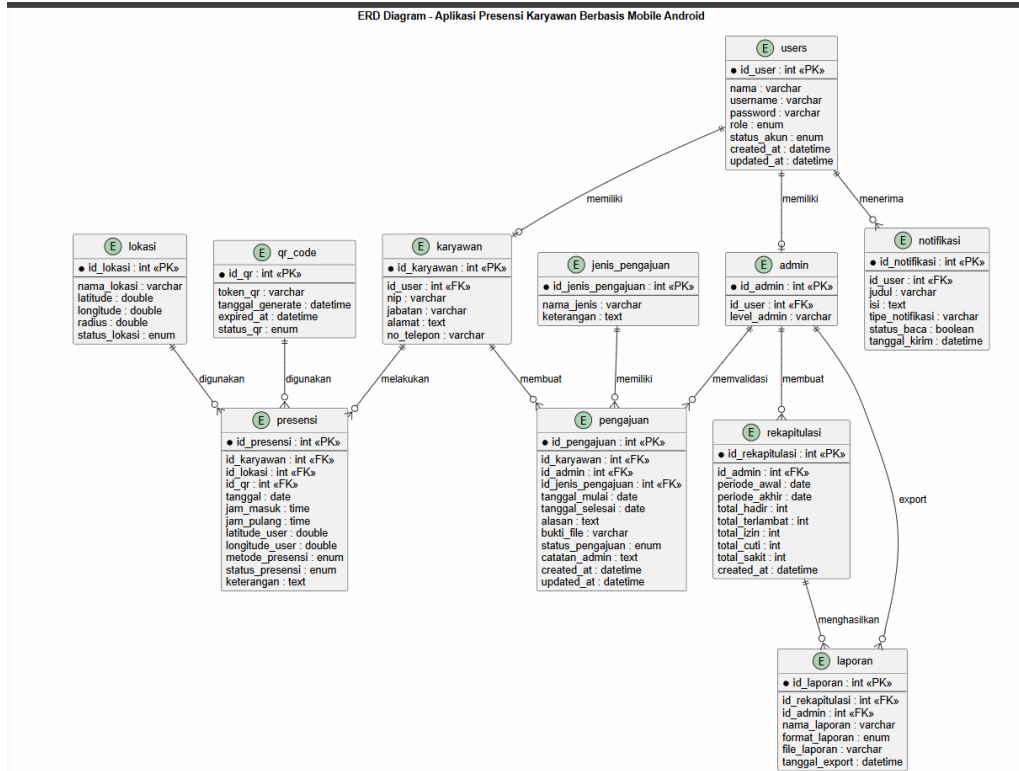 ERD Diagram - Aplikasi Presensi Karyawan Berbasis Mobile Android
E users
id_user : int «PK»
nama : varchar
username : varchar
password : varchar
role : enum
status_akun : enum
created_at : datetime
updated_at : datetime
memiliki
memiliki
menerima
E lokasi
id_lokasi : int «PK»
nama_lokasi : varchar
latitude : double
longitude : double
radius : double
status_lokasi : enum
E qr_code
id_qr : int «PK»
token_qr : varchar
tanggal_generate : datetime
expired_at : datetime
status_qr : enum
E karyawan
id_karyawan : int «PK»
id_user : int «FK»
nip : varchar
jabatan : varchar
alamat : text
no_telepon : varchar
E jenis_pengajuan
id_jenis_pengajuan : int «PK»
nama_jenis : varchar
keterangan : text
E admin
id_admin : int «PK»
id_user : int «FK»
level_admin : varchar
E notifikasi
id_notifikasi : int «PK»
id_user : int «FK»
judul : varchar
isi : text
tipe_notifikasi : varchar
status_baca : boolean
tanggal_kirim : datetime
digunakan
digunakan
melakukan
membuat
memiliki
memvalidasi
membuat
export
E presensi
id_presensi : int «PK»
id_karyawan : int «FK»
id_lokasi : int «FK»
id_qr : int «FK»
tanggal : date
jam_masuk : time
jam_pulang : time
latitude_user : double
longitude_user : double
metode_presensi : enum
status_presensi : enum
keterangan : text
E pengajuan
id_pengajuan : int «PK»
id_karyawan : int «FK»
id_admin : int «FK»
id_jenis_pengajuan : int «FK»
tanggal_mulai : date
tanggal_selesai : date
alasan : text
bukti_file : varchar
status_pengajuan : enum
catatan_admin : text
created_at : datetime
updated_at : datetime
E rekapitulasi
id_rekapitulasi : int «PK»
id_admin : int «FK»
periode_awal : date
periode_akhir : date
total_hadir : int
total_terlambat : int
total_izin : int
total_cuti : int
total_sakit : int
created_at : datetime
menghasilkan
E laporan
id_laporan : int «PK»
id_rekapitulasi : int «FK»
id_admin : int «FK»
nama_laporan : varchar
format_laporan : enum
file_laporan : varchar
tanggal_export : datetime